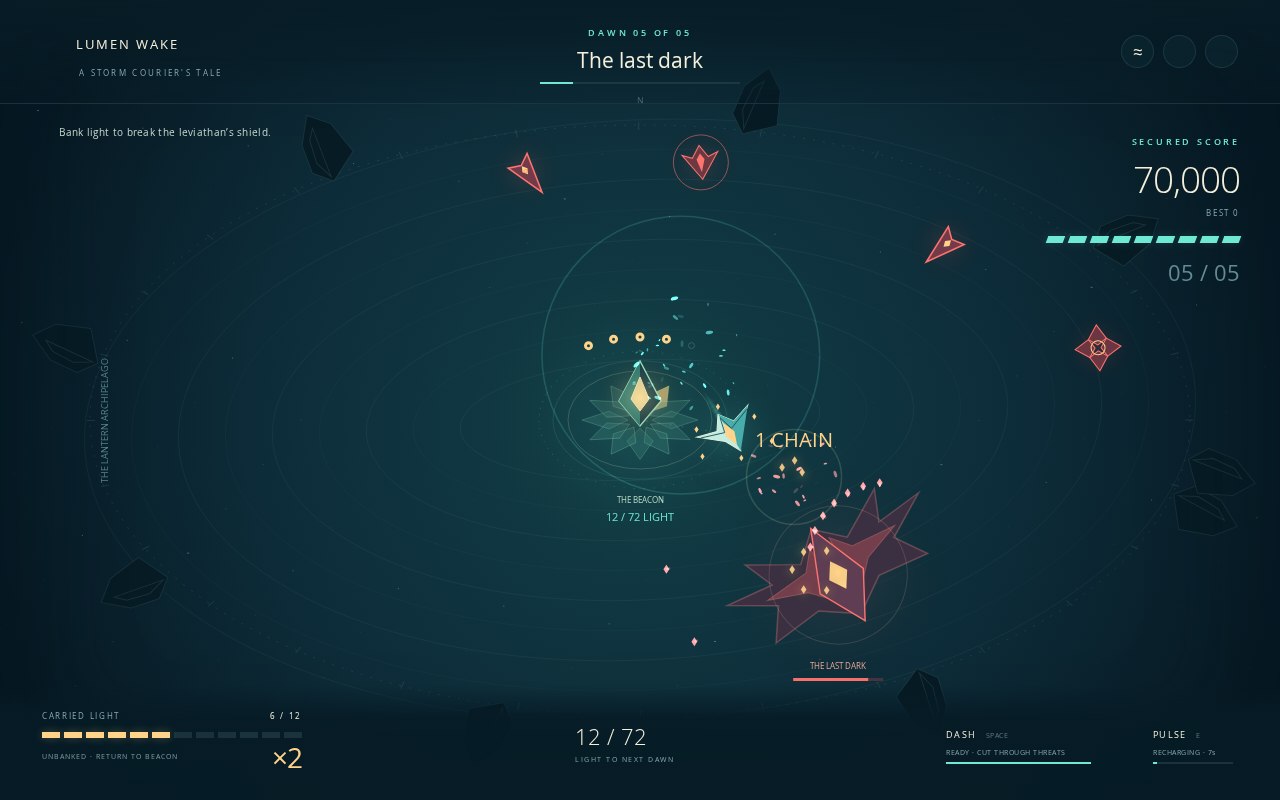 LUMEN WAKE
A STORM COURIER'S TALE
DAWN 05 OF 05
The last dark
≈
N
Bank light to break the leviathan's shield.
SECURED SCORE
70,000
BEST 0
05 / 05
THE LANTERN ARCHIPELAGO
1 CHAIN
THE BEACON
12 / 72 LIGHT
THE LAST DARK
CARRIED LIGHT 6 / 12
UNBANKED · RETURN TO BEACON ×2
12 / 72
LIGHT TO NEXT DAWN
DASH SPACE
READY · CUT THROUGH THREATS
PULSE E
RECHARGING · 7s